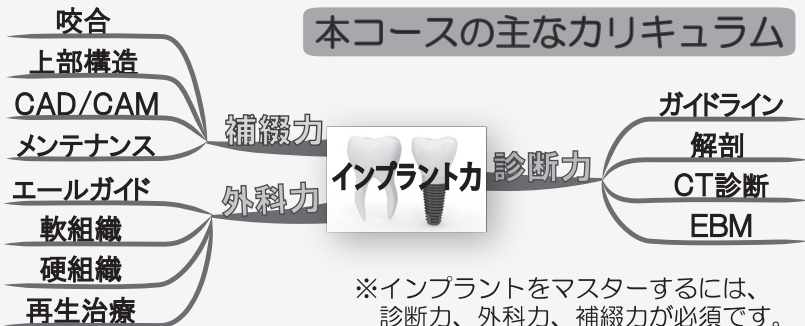 本コースの主なカリキュラム
咬合
上部構造
CAD/CAM
メンテナンス
補綴力
エールガイド
軟組織
硬組織
再生治療
外科力
インプラント力
診断力
ガイドライン
解剖
CT診断
EBM
※インプラントをマスターするには、
診断力、外科力、補綴力が必須です。